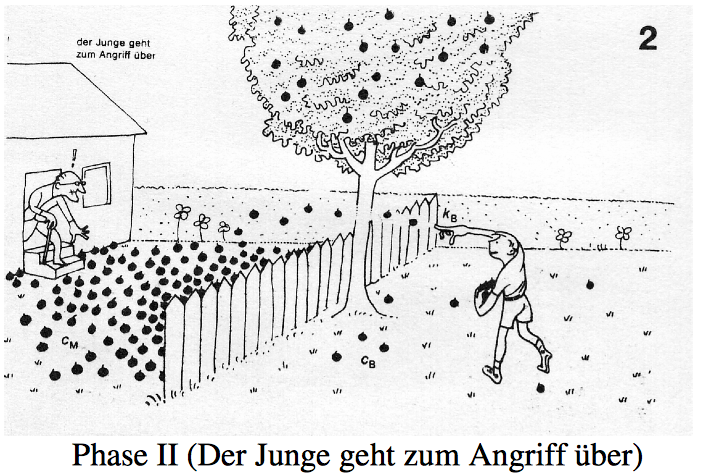 der Junge geht
zum Angriff über
2
!
k_B
c_M
c_B
Phase II (Der Junge geht zum Angriff über)